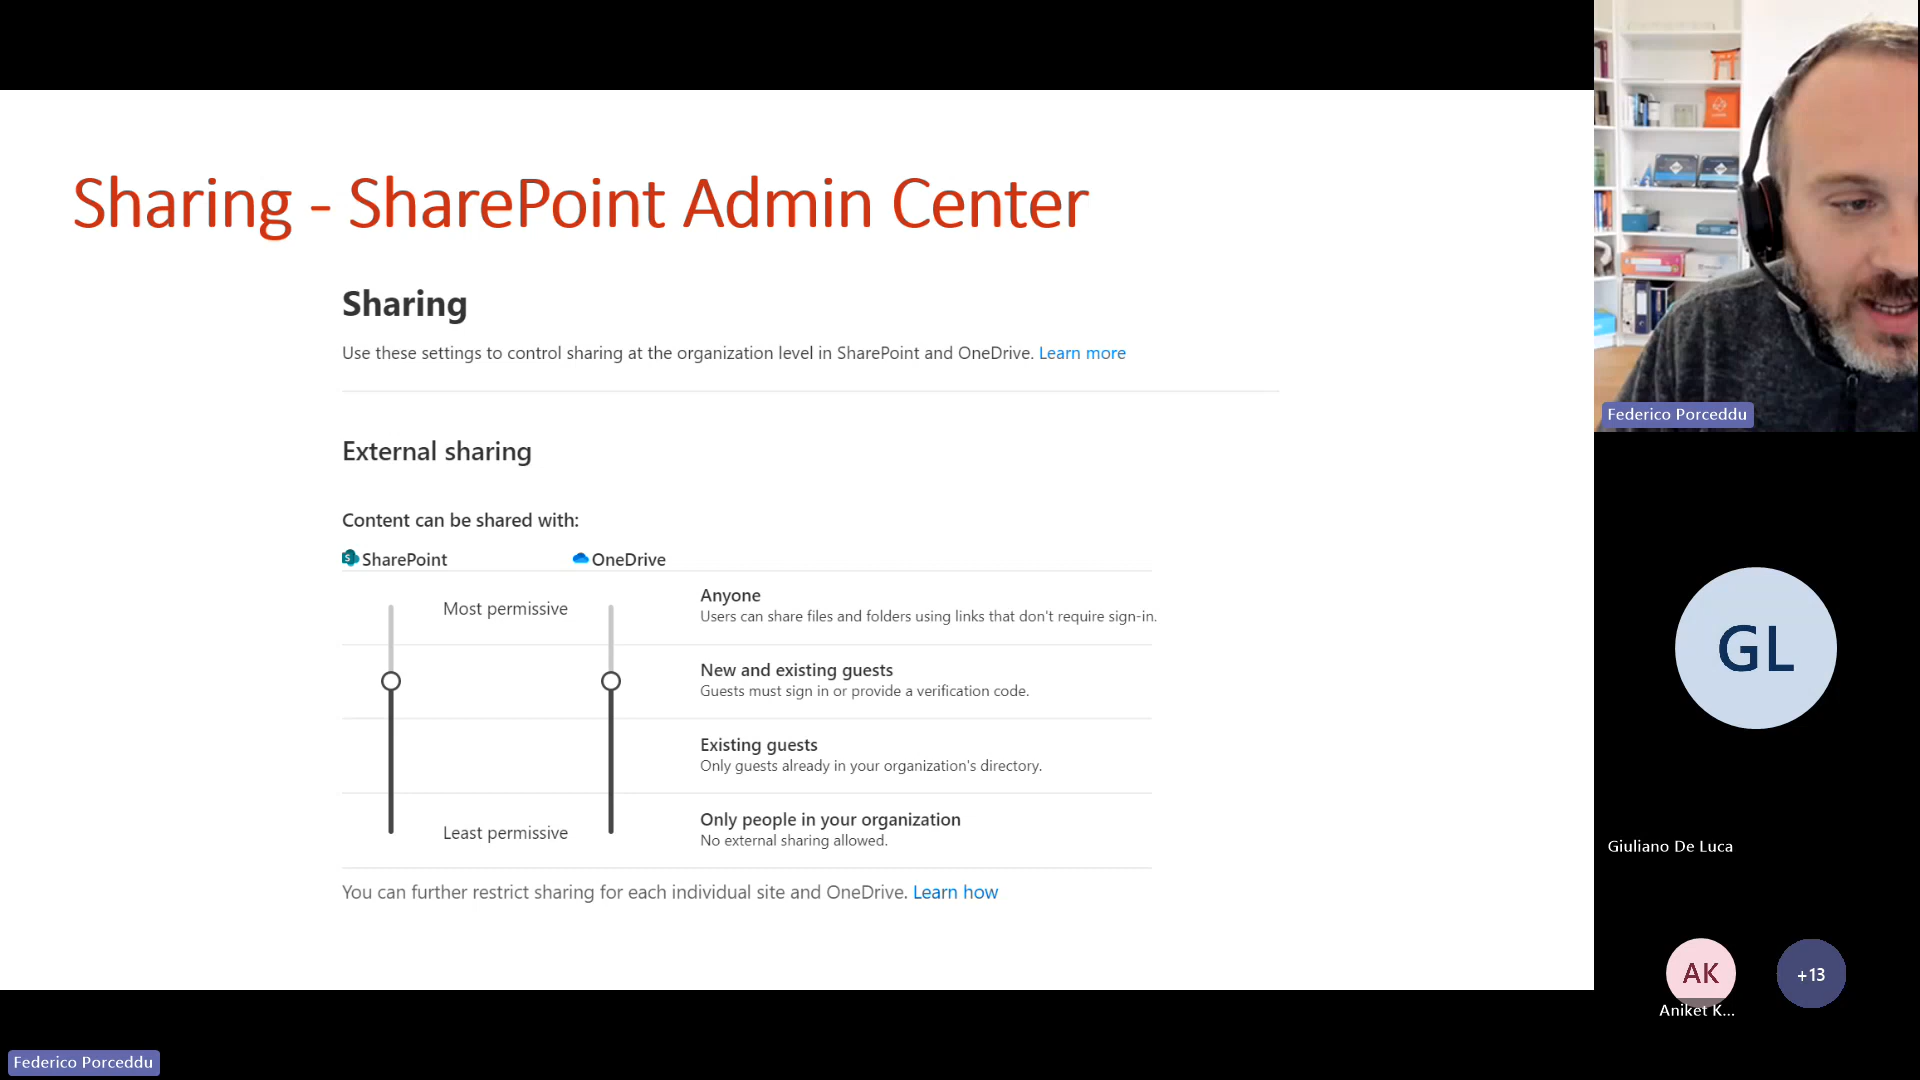 Sharing - SharePoint Admin Center
Sharing
Use these settings to control sharing at the organization level in SharePoint and OneDrive. Learn more
External sharing
Content can be shared with:
SharePoint
OneDrive
Most permissive
Least permissive
Anyone
Users can share files and folders using links that don't require sign-in.
New and existing guests
Guests must sign in or provide a verification code.
Existing guests
Only guests already in your organization's directory.
Only people in your organization
No external sharing allowed.
You can further restrict sharing for each individual site and OneDrive. Learn how
Federico Porceddu
GL
Giuliano De Luca
AK
Aniket K...
+13
Federico Porceddu